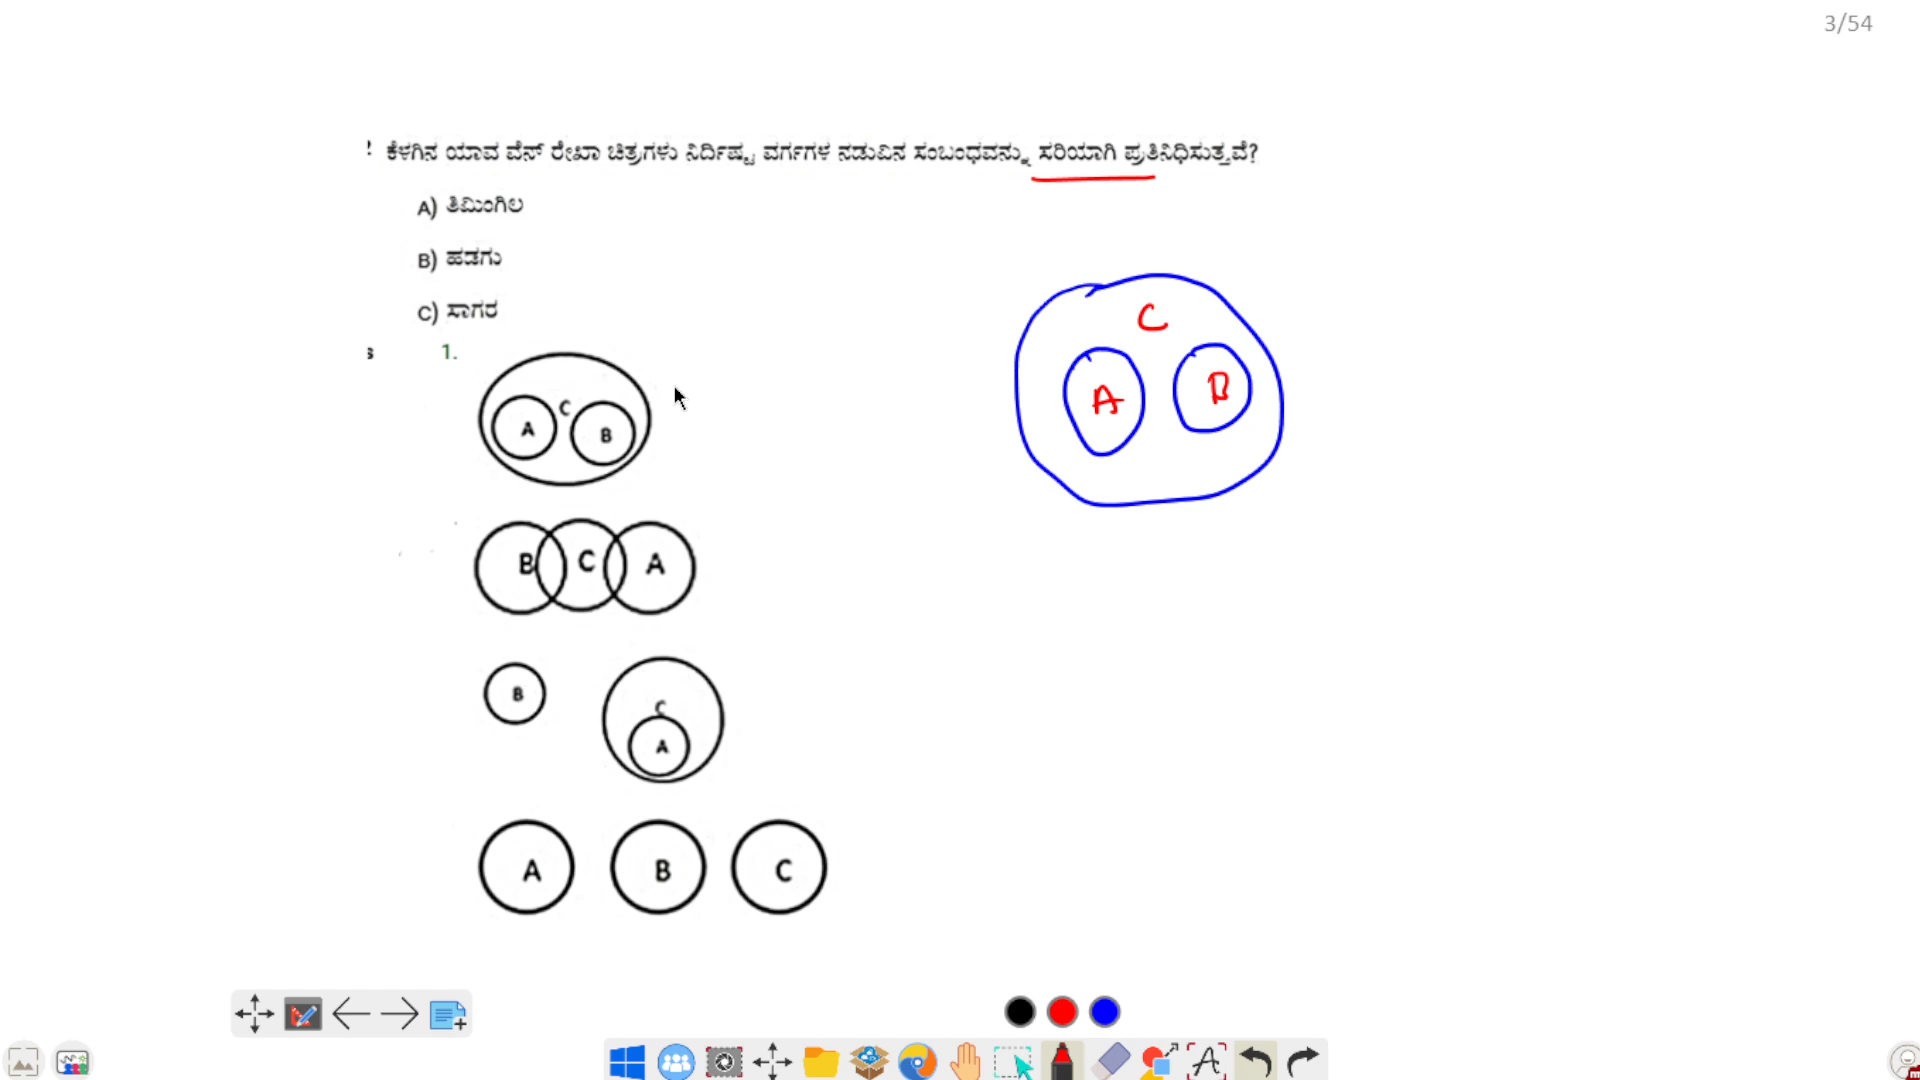 3/54
? ಕೆಳಗಿನ ಯಾವ ವೆನ್ ರೇಖಾ ಚಿತ್ರಗಳು ನಿರ್ದಿಷ್ಟ ವರ್ಗಗಳ ನಡುವಿನ ಸಂಬಂಧವನ್ನು ಸರಿಯಾಗಿ ಪ್ರತಿನಿಧಿಸುತ್ತವೆ?
A) ತಿಮಿಂಗಿಲ
B) ಹಡಗು
C) ಸಾಗರ
s 1.
C
A B
C
A B
B C A
B
C
A
A B C